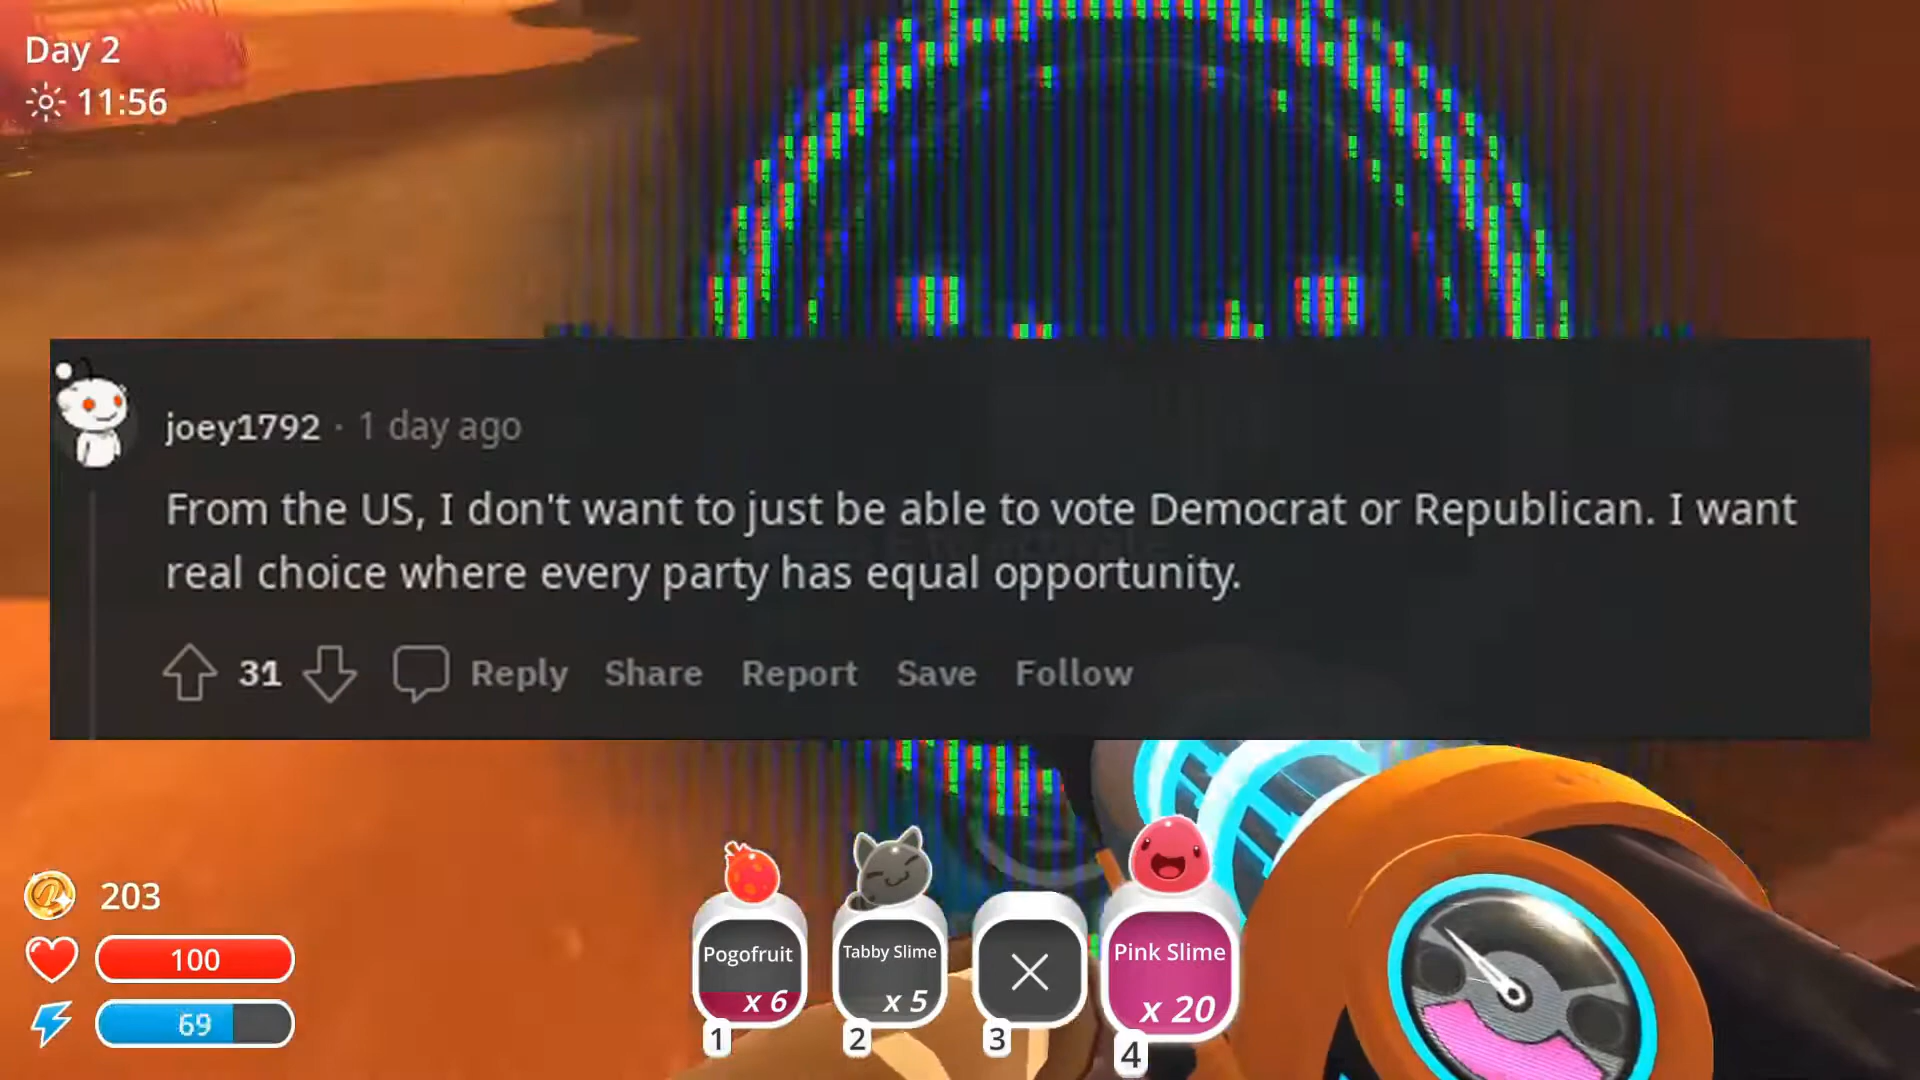 Day 2
11:56
joey1792 · 1 day ago
From the US, I don't want to just be able to vote Democrat or Republican. I want
real choice where every party has equal opportunity.
31 Reply Share Report Save Follow
203
100
69
Pogofruit
x 6
1
Tabby Slime
x 5
2
3
Pink Slime
x 20
4